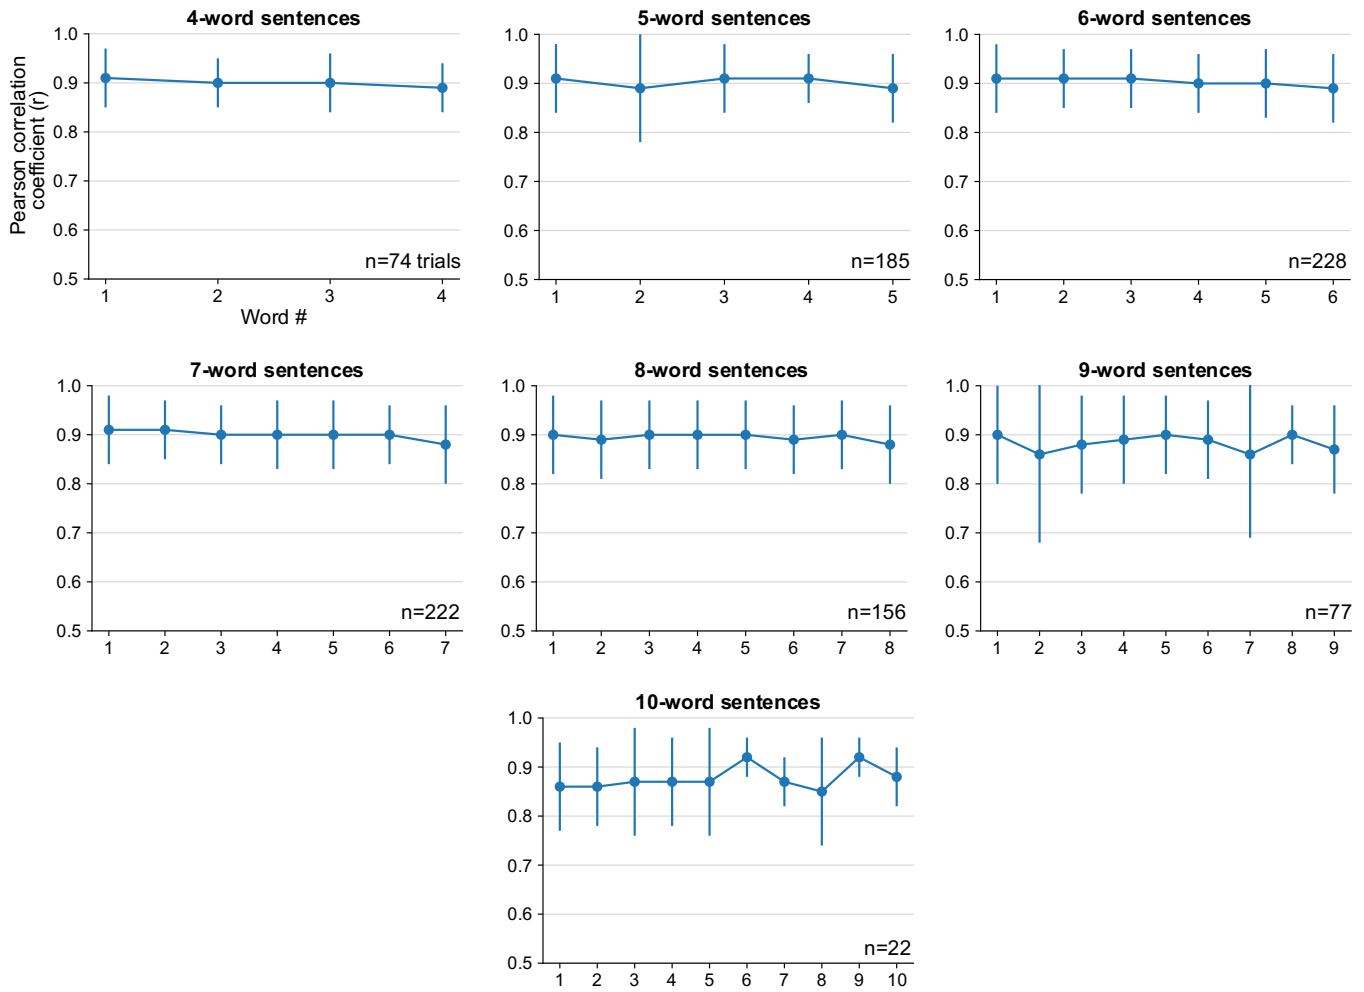 4-word sentences
Pearson correlation
coefficient (r)
1.0
0.9
0.8
0.7
0.6
0.5
n=74 trials
1 2 3 4
Word #
5-word sentences
1.0
0.9
0.8
0.7
0.6
0.5
n=185
1 2 3 4 5
6-word sentences
1.0
0.9
0.8
0.7
0.6
0.5
n=228
1 2 3 4 5 6
7-word sentences
1.0
0.9
0.8
0.7
0.6
0.5
n=222
1 2 3 4 5 6 7
8-word sentences
1.0
0.9
0.8
0.7
0.6
0.5
n=156
1 2 3 4 5 6 7 8
9-word sentences
1.0
0.9
0.8
0.7
0.6
0.5
n=77
1 2 3 4 5 6 7 8 9
10-word sentences
1.0
0.9
0.8
0.7
0.6
0.5
n=22
1 2 3 4 5 6 7 8 9 10